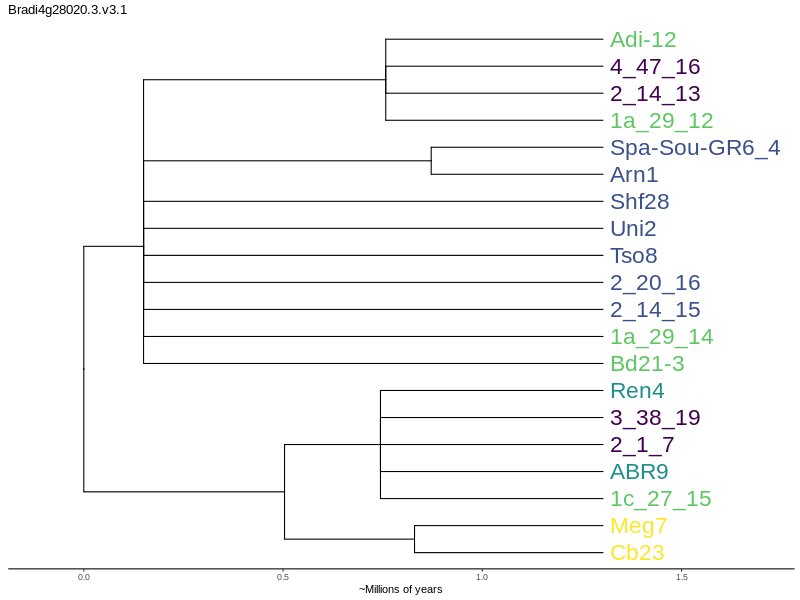 Bradi4g28020.3.v3.1
Adi-12
4_47_16
2_14_13
1a_29_12
Spa-Sou-GR6_4
Arn1
Shf28
Uni2
Tso8
2_20_16
2_14_15
1a_29_14
Bd21-3
Ren4
3_38_19
2_1_7
ABR9
1c_27_15
Meg7
Cb23
0.0 0.5 1.0 1.5
~Millions of years